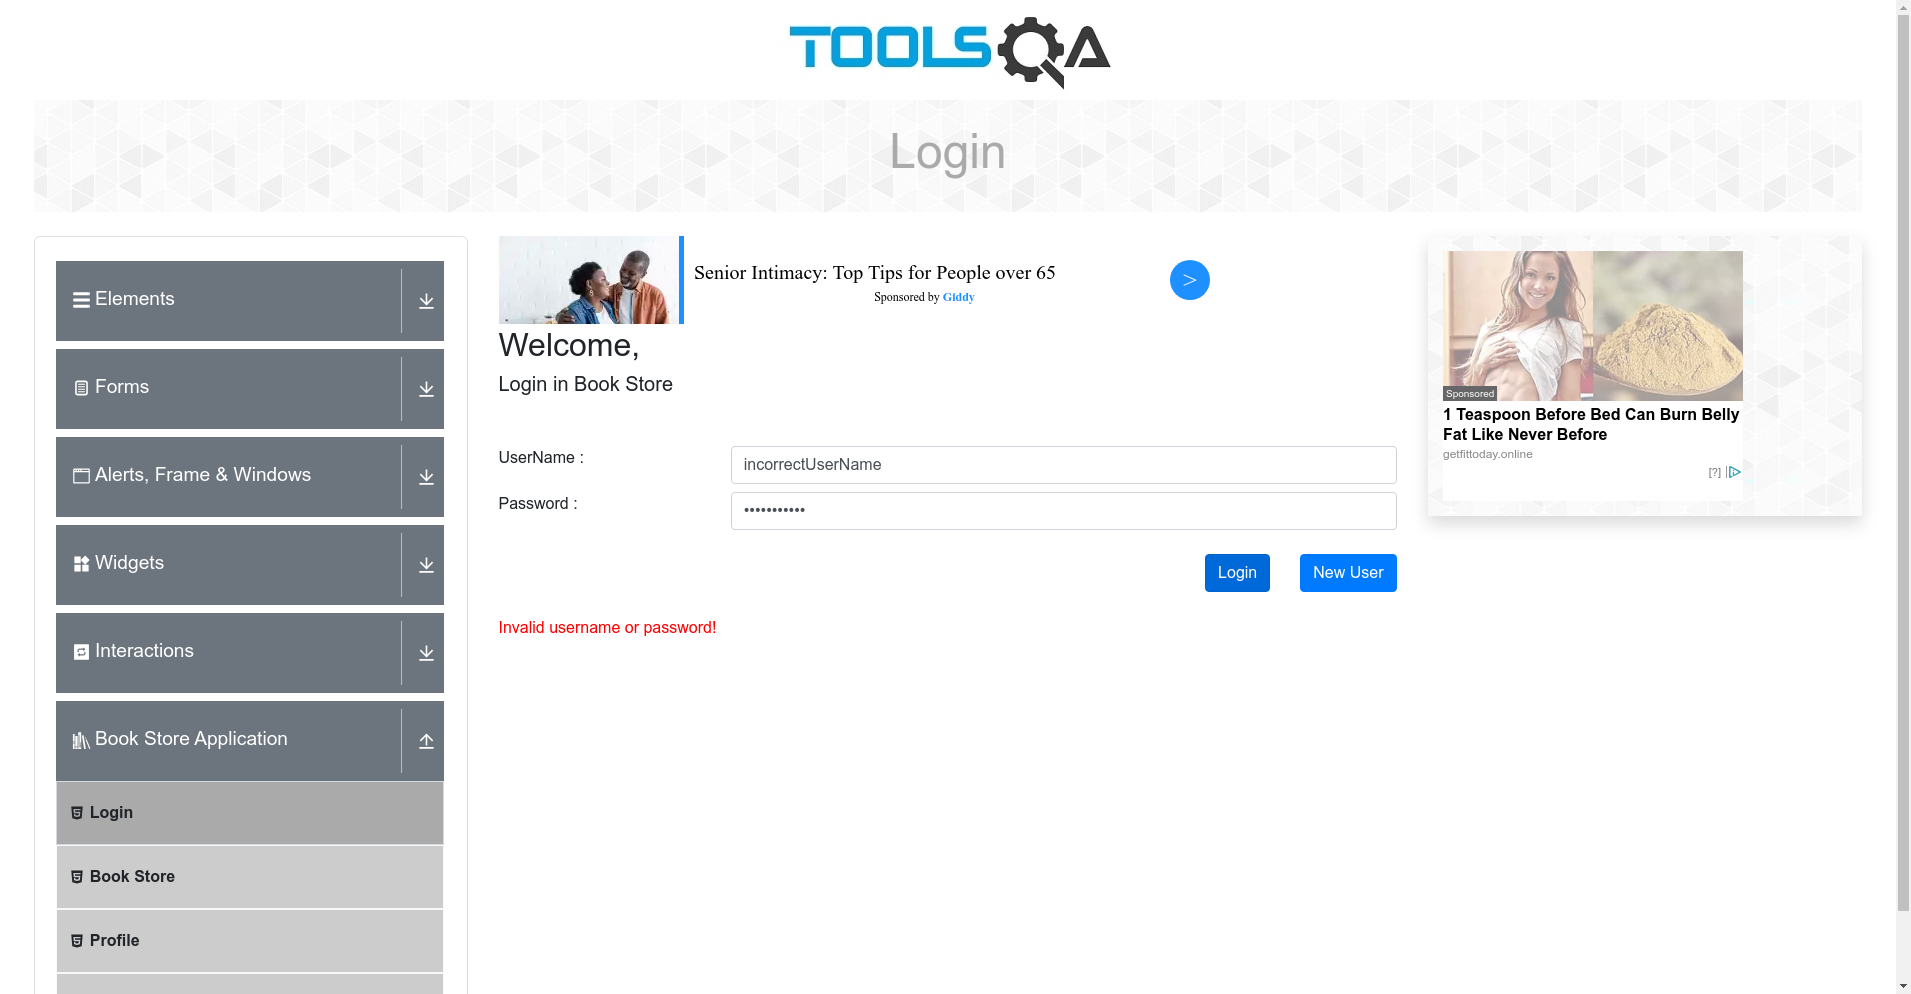 TOOLSQA
Login
Elements
Forms
Alerts, Frame & Windows
Widgets
Interactions
Book Store Application
Login
Book Store
Profile
Senior Intimacy: Top Tips for People over 65
Sponsored by Giddy
>
Welcome,
Login in Book Store
UserName :
incorrectUserName
Password :
•••••••••••
Login
New User
Invalid username or password!
Sponsored
1 Teaspoon Before Bed Can Burn Belly
Fat Like Never Before
getfittoday.online
[?]